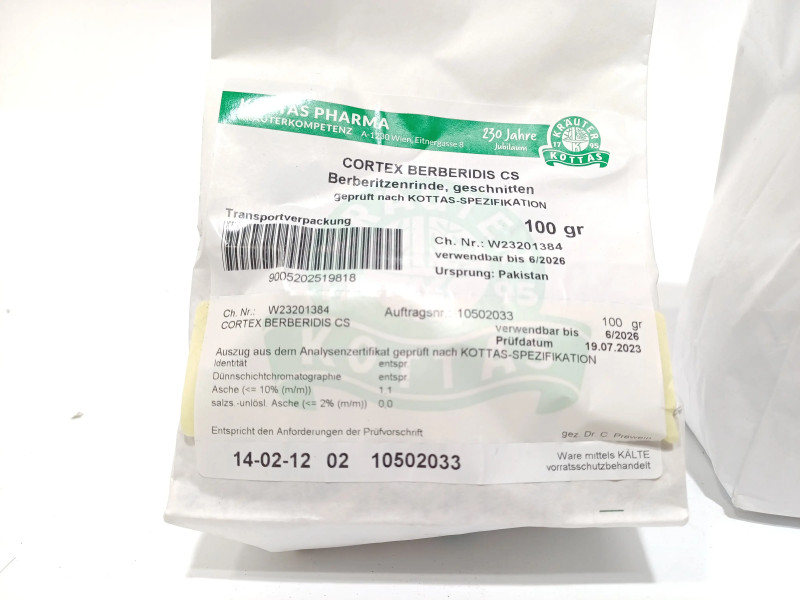 TAS PHARMA
KRÄUTERKOMPETENZ A-1230 Wien, Eitnergasse 8
230 Jahre
Jubiläum
KRÄUTER
17 95
KOTTAS
CORTEX BERBERIDIS CS
Berberitzenrinde, geschnitten
geprüft nach KOTTAS-SPEZIFIKATION
100 gr
Transportverpackung
Ch. Nr.: W23201384
verwendbar bis 6/2026
Ursprung: Pakistan
9005202519818
Ch. Nr.: W23201384 Auftragsnr. 10502033 100 gr
CORTEX BERBERIDIS CS
verwendbar bis 6/2026
Prüfdatum 19.07.2023
Auszug aus dem Analysenzertifikat geprüft nach KOTTAS-SPEZIFIKATION
Identität entspr.
Dünnschichtchromatographie entspr.
Asche (<= 10% (m/m)) 1.1
salzs.-unlösl. Asche (<= 2% (m/m)) 0.0
Entspricht den Anforderungen der Prüfvorschrift
gez. Dr. C.
14-02-12 02 10502033
Ware mittels KÄLTE
vorratsschutzbehandelt